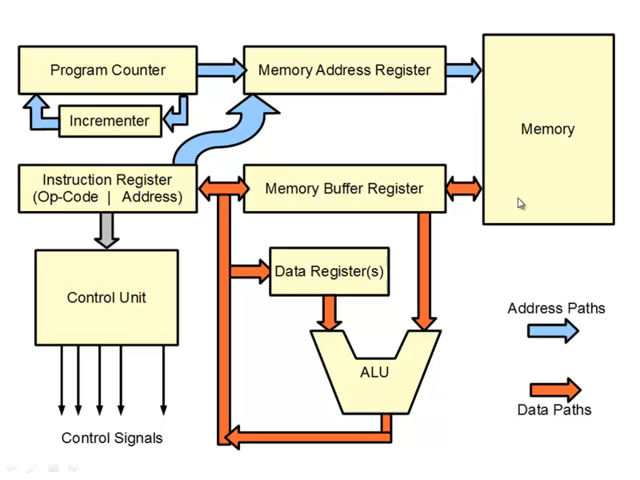 Program Counter
Memory Address Register
Memory
Incrementer
Instruction Register
(Op-Code | Address)
Memory Buffer Register
Data Register(s)
Control Unit
Address Paths
ALU
Data Paths
Control Signals